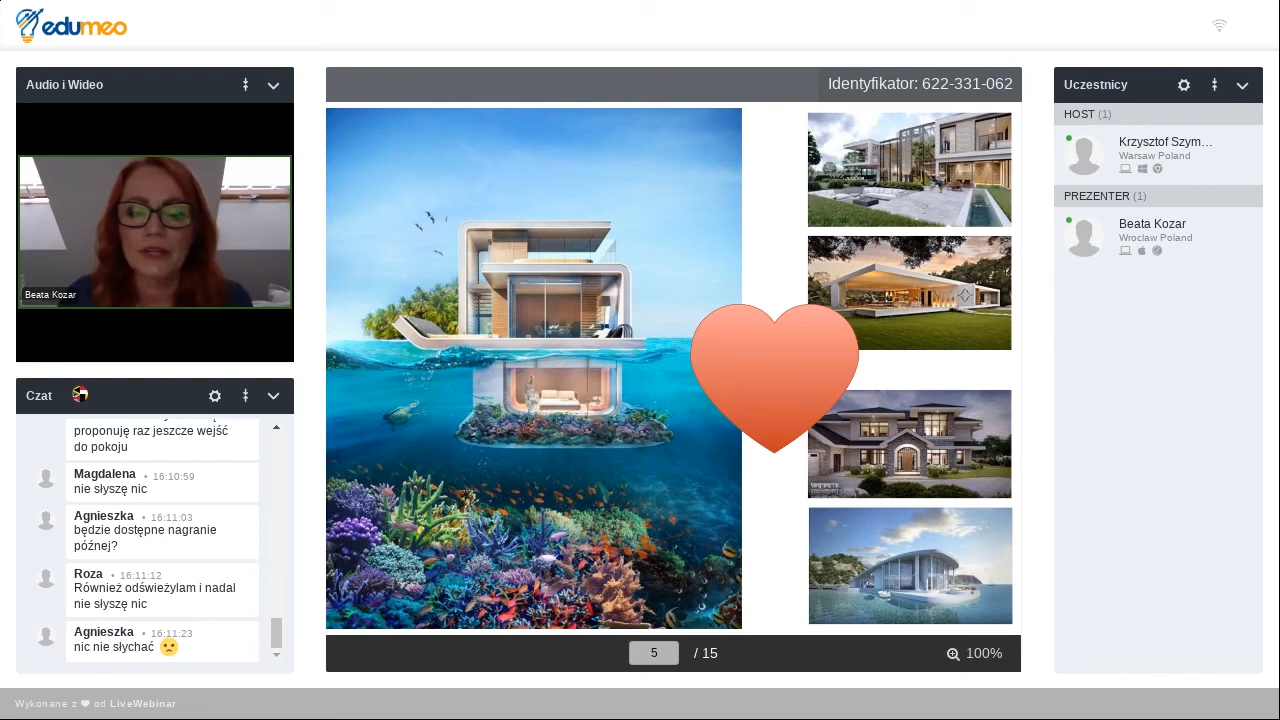 edumeo
Audio i Wideo
Beata Kozar
Czat
proponuję raz jeszcze wejść
do pokoju
Magdalena • 16:10:59
nie słyszę nic
Agnieszka • 16:11:03
będzie dostępne nagranie
późnej?
Roza • 16:11:12
Również odświeżylam i nadal
nie słyszę nic
Agnieszka • 16:11:23
nic nie słychać
Identyfikator: 622-331-062
5 / 15
100%
Uczestnicy
HOST (1)
Krzysztof Szym...
Warsaw Poland
PREZENTER (1)
Beata Kozar
Wroclaw Poland
Wykonane z ❤ od LiveWebinar